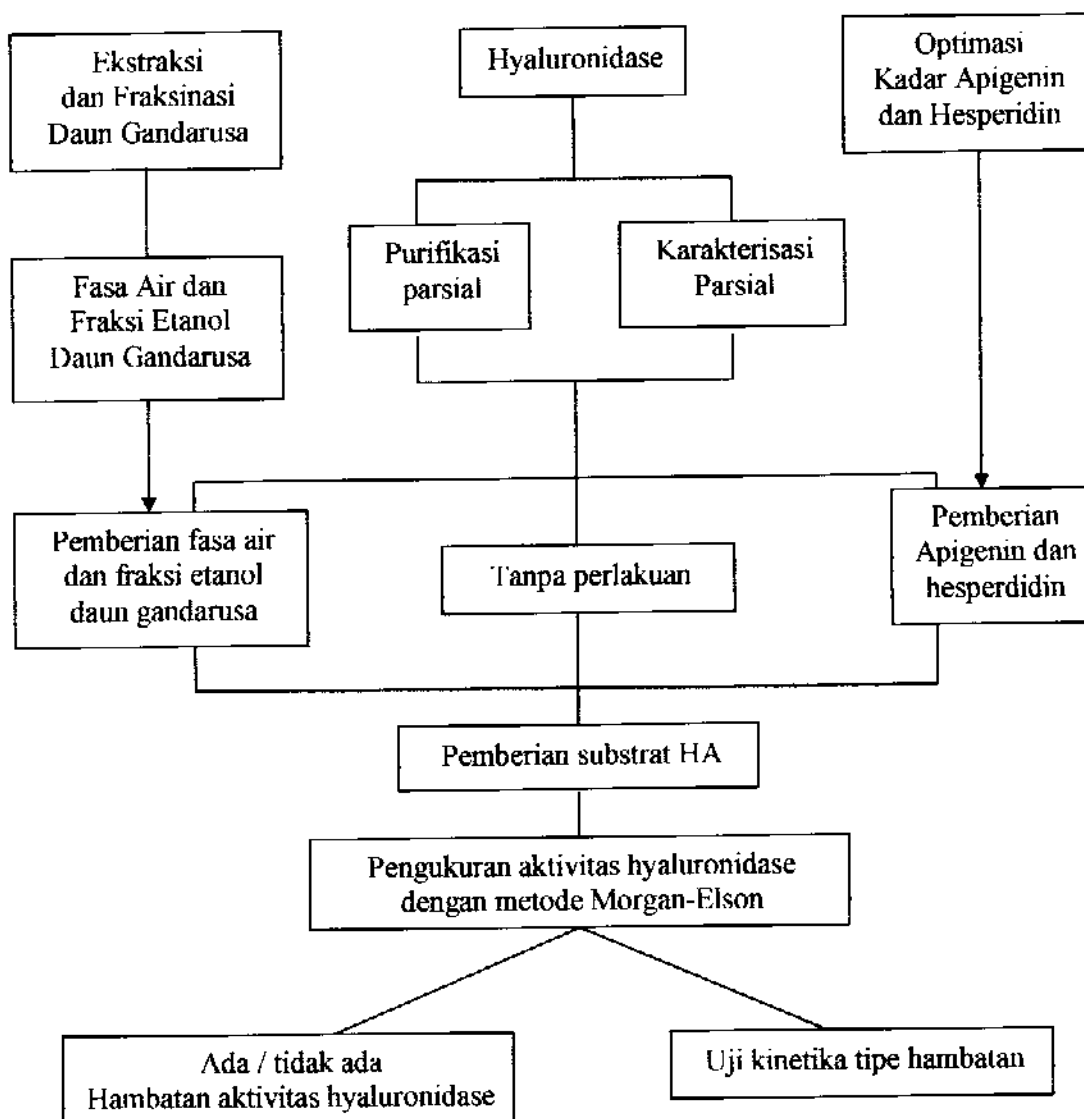 Ekstraksi
dan Fraksinasi
Daun Gandarusa
Hyaluronidase
Optimasi
Kadar Apigenin
dan Hesperidin
Purifikasi
parsial
Karakterisasi
Parsial
Fasa Air dan
Fraksi Etanol
Daun Gandarusa
Pemberian fasa air
dan fraksi etanol
daun gandarusa
Tanpa perlakuan
Pemberian
Apigenin dan
hesperdidin
Pemberian substrat HA
Pengukuran aktivitas hyaluronidase
dengan metode Morgan-Elson
Ada / tidak ada
Hambatan aktivitas hyaluronidase
Uji kinetika tipe hambatan